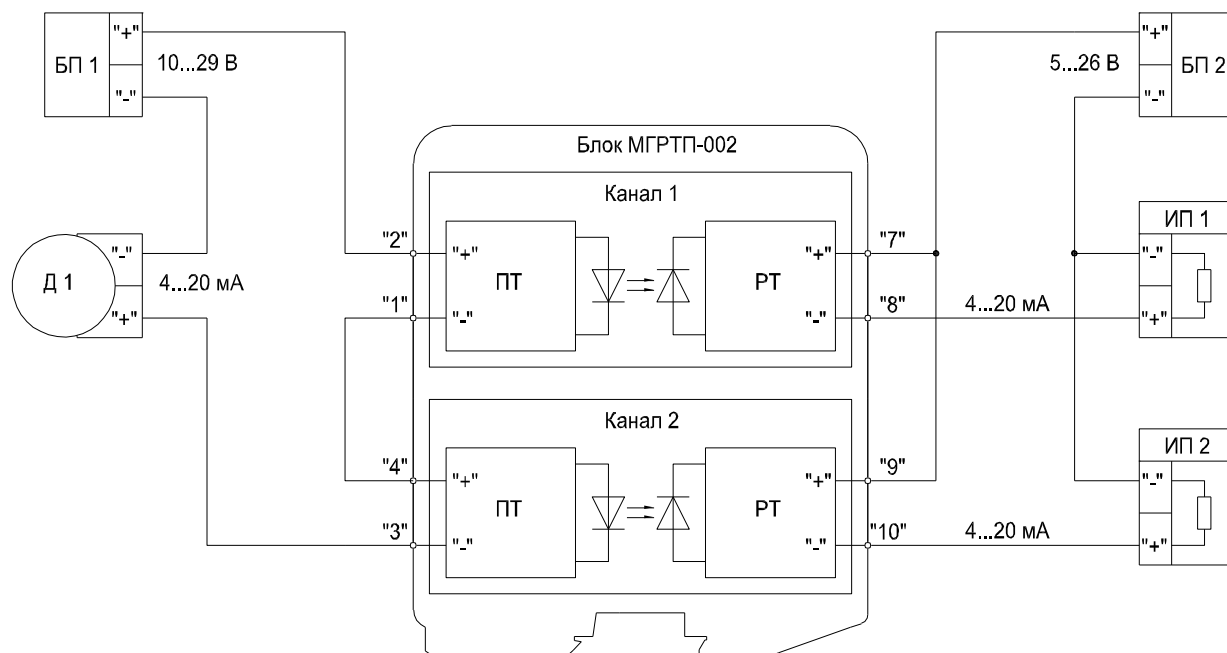 "+"
БП 1
10...29 В
"-"
"+"
5...26 В
БП 2
"-"
Блок МГРТП-002
Канал 1
ИП 1
"-"
Д 1
4...20 мА
"+"
"2"
"+"
ПТ
"1"
"-"
"+"
"7"
РТ
"-"
"8"
4...20 мА
"-"
"+"
Канал 2
ИП 2
"4"
"+"
ПТ
"3"
"-"
"+"
"9"
РТ
"-"
"10"
4...20 мА
"-"
"+"